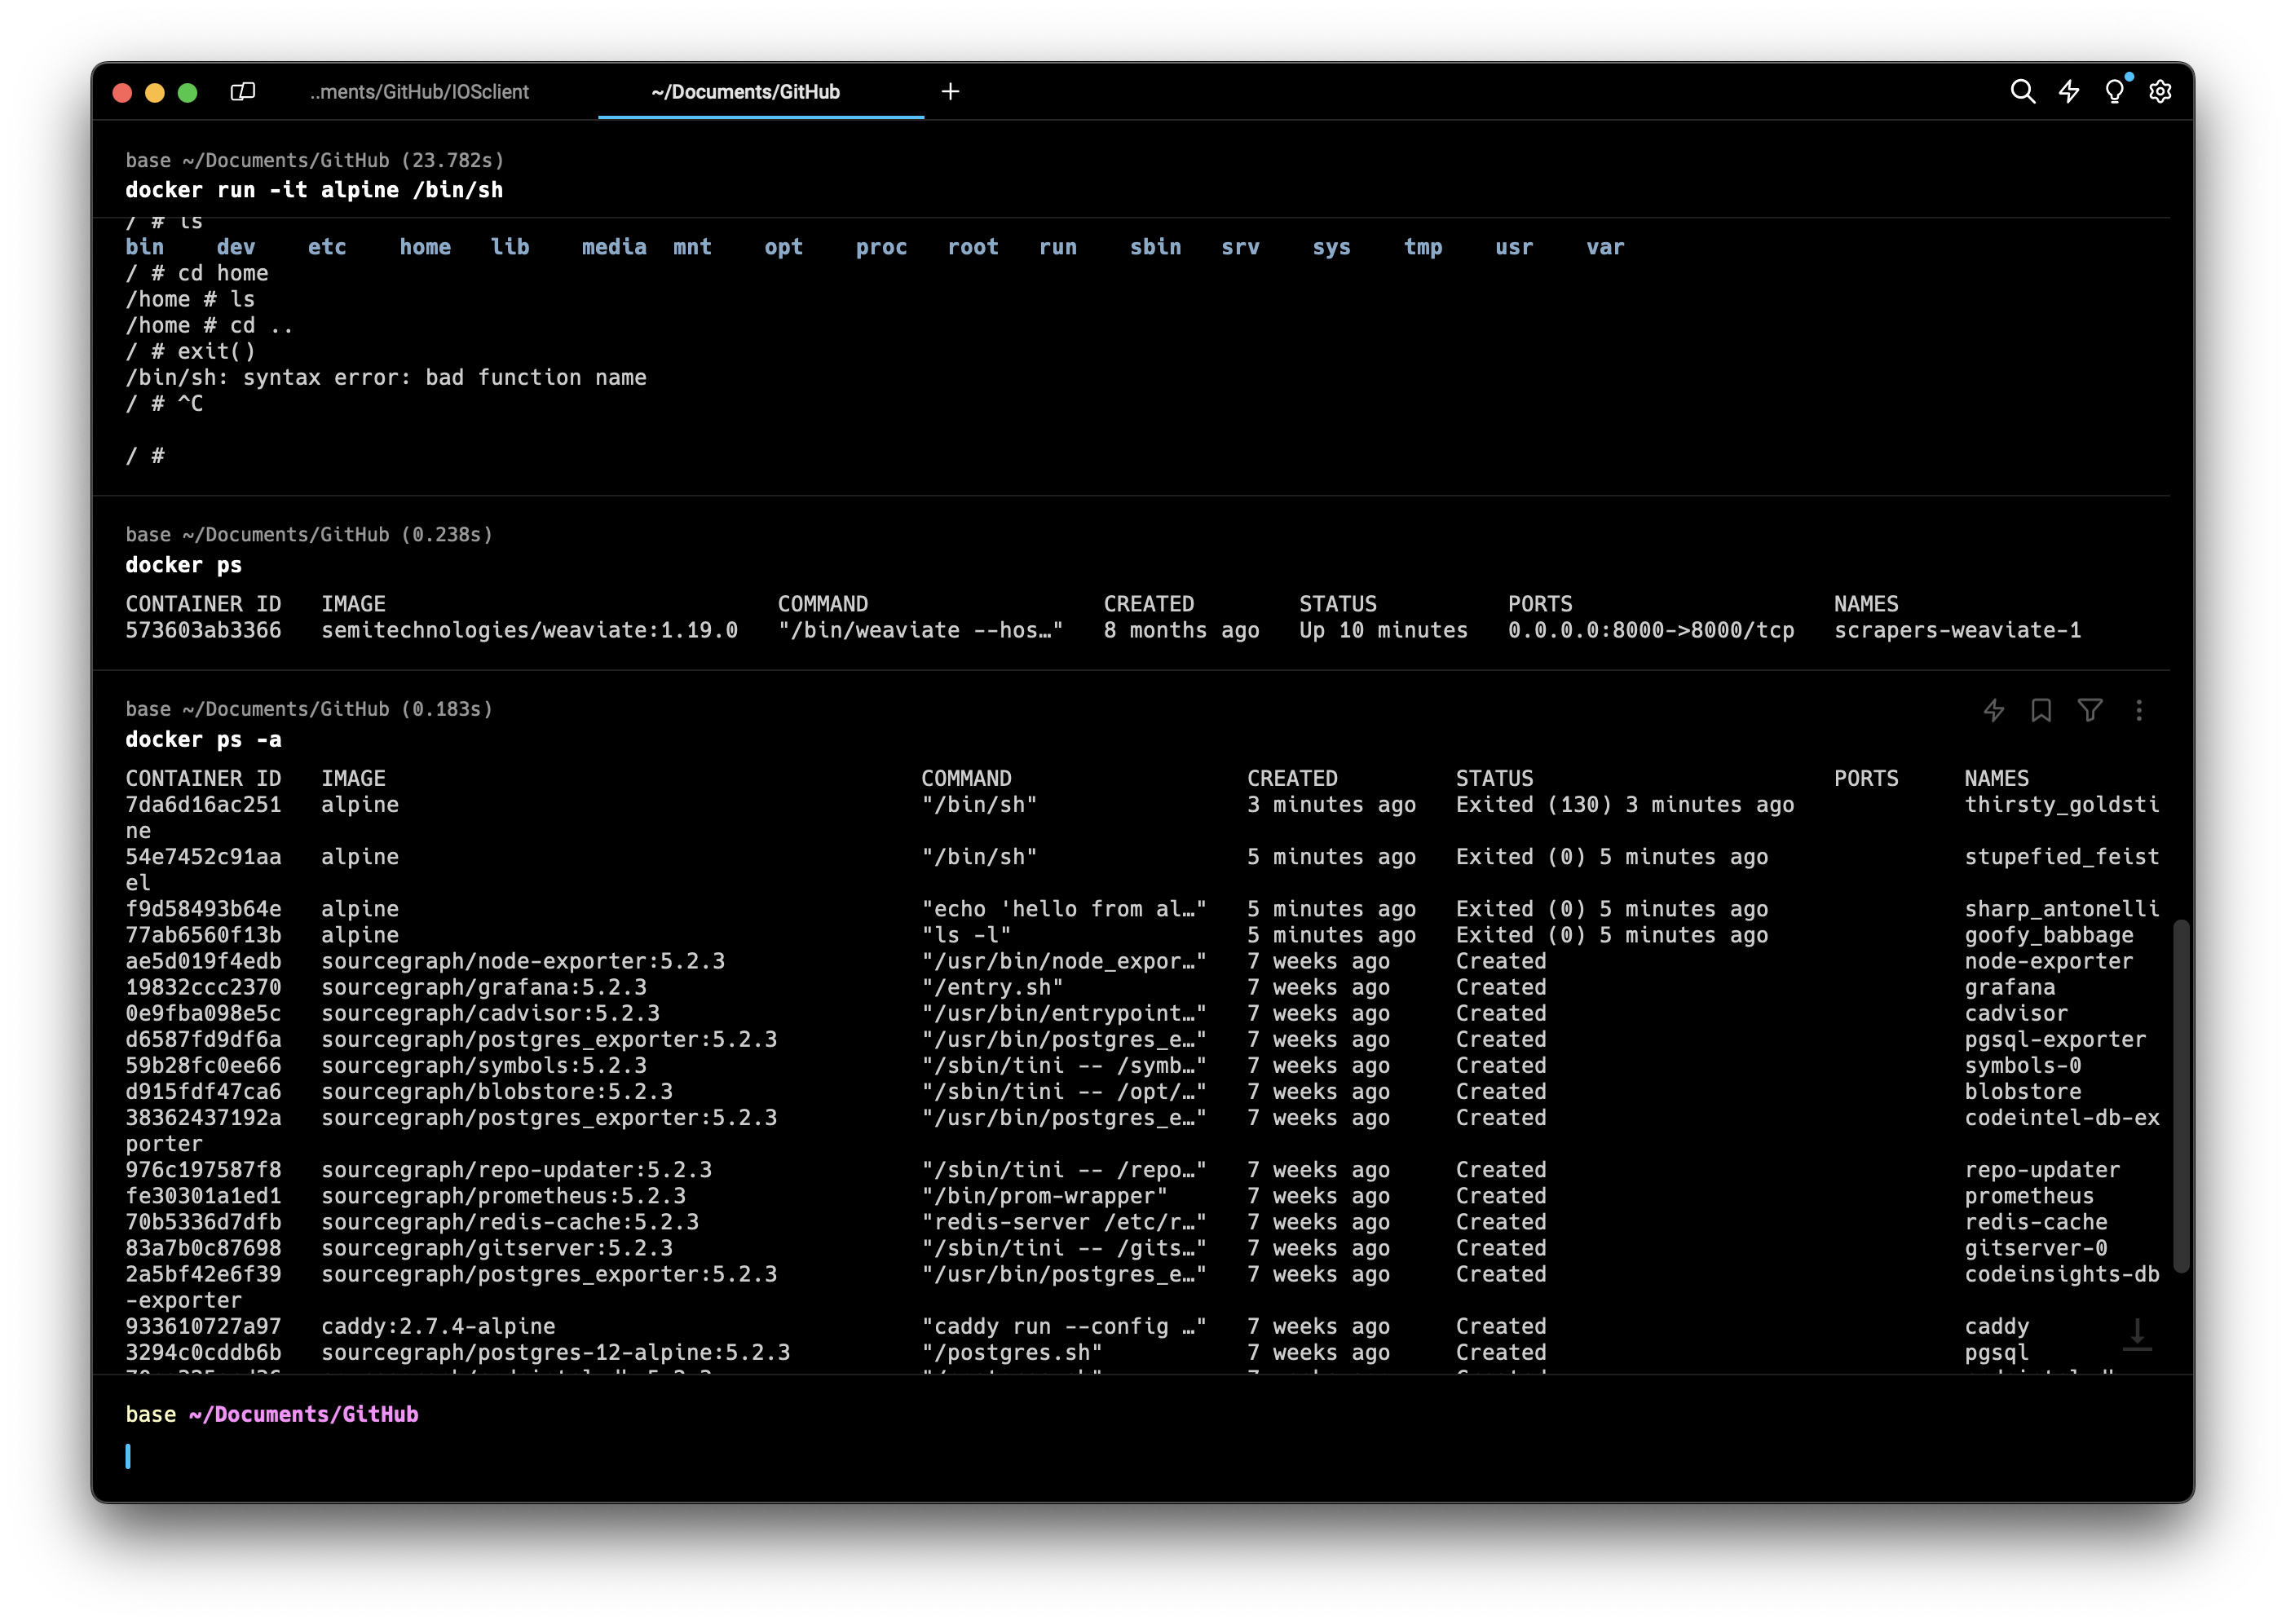 ..ments/GitHub/IOSclient ~/Documents/GitHub +
base ~/Documents/GitHub (23.782s)
docker run -it alpine /bin/sh
/ # ls
bin dev etc home lib media mnt opt proc root run sbin srv sys tmp usr var
/ # cd home
/home # ls
/home # cd ..
/ # exit()
/bin/sh: syntax error: bad function name
/ # ^C
/ #
base ~/Documents/GitHub (0.238s)
docker ps
CONTAINER ID IMAGE COMMAND CREATED STATUS PORTS NAMES
573603ab3366 semitechnologies/weaviate:1.19.0 "/bin/weaviate --hos…" 8 months ago Up 10 minutes 0.0.0.0:8000->8000/tcp scrapers-weaviate-1
base ~/Documents/GitHub (0.183s)
docker ps -a
CONTAINER ID IMAGE COMMAND CREATED STATUS PORTS NAMES
7da6d16ac251 alpine "/bin/sh" 3 minutes ago Exited (130) 3 minutes ago thirsty_goldsti
ne
54e7452c91aa alpine "/bin/sh" 5 minutes ago Exited (0) 5 minutes ago stupefied_feist
el
f9d58493b64e alpine "echo 'hello from al…" 5 minutes ago Exited (0) 5 minutes ago sharp_antonelli
77ab6560f13b alpine "ls -l" 5 minutes ago Exited (0) 5 minutes ago goofy_babbage
ae5d019f4edb sourcegraph/node-exporter:5.2.3 "/usr/bin/node_expor…" 7 weeks ago Created node-exporter
19832ccc2370 sourcegraph/grafana:5.2.3 "/entry.sh" 7 weeks ago Created grafana
0e9fba098e5c sourcegraph/cadvisor:5.2.3 "/usr/bin/entrypoint…" 7 weeks ago Created cadvisor
d6587fd9df6a sourcegraph/postgres_exporter:5.2.3 "/usr/bin/postgres_e…" 7 weeks ago Created pgsql-exporter
59b28fc0ee66 sourcegraph/symbols:5.2.3 "/sbin/tini -- /symb…" 7 weeks ago Created symbols-0
d915fdf47ca6 sourcegraph/blobstore:5.2.3 "/sbin/tini -- /opt/…" 7 weeks ago Created blobstore
38362437192a sourcegraph/postgres_exporter:5.2.3 "/usr/bin/postgres_e…" 7 weeks ago Created codeintel-db-ex
porter
976c197587f8 sourcegraph/repo-updater:5.2.3 "/sbin/tini -- /repo…" 7 weeks ago Created repo-updater
fe30301a1ed1 sourcegraph/prometheus:5.2.3 "/bin/prom-wrapper" 7 weeks ago Created prometheus
70b5336d7dfb sourcegraph/redis-cache:5.2.3 "redis-server /etc/r…" 7 weeks ago Created redis-cache
83a7b0c87698 sourcegraph/gitserver:5.2.3 "/sbin/tini -- /gits…" 7 weeks ago Created gitserver-0
2a5bf42e6f39 sourcegraph/postgres_exporter:5.2.3 "/usr/bin/postgres_e…" 7 weeks ago Created codeinsights-db
-exporter
933610727a97 caddy:2.7.4-alpine "caddy run --config …" 7 weeks ago Created caddy
3294c0cddb6b sourcegraph/postgres-12-alpine:5.2.3 "/postgres.sh" 7 weeks ago Created pgsql
base ~/Documents/GitHub